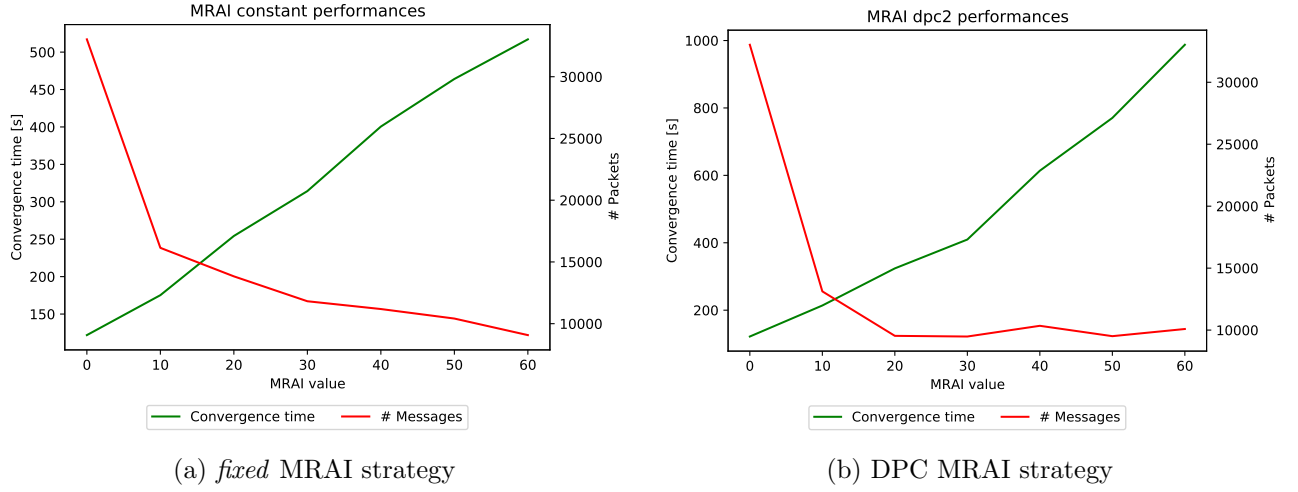 MRAI constant performances
Convergence time [s]
500
450
400
350
300
250
200
150
30000
25000
20000
15000
10000
# Packets
0 10 20 30 40 50 60
MRAI value
Convergence time # Messages
(a) fixed MRAI strategy
MRAI dpc2 performances
Convergence time [s]
1000
800
600
400
200
30000
25000
20000
15000
10000
# Packets
0 10 20 30 40 50 60
MRAI value
Convergence time # Messages
(b) DPC MRAI strategy